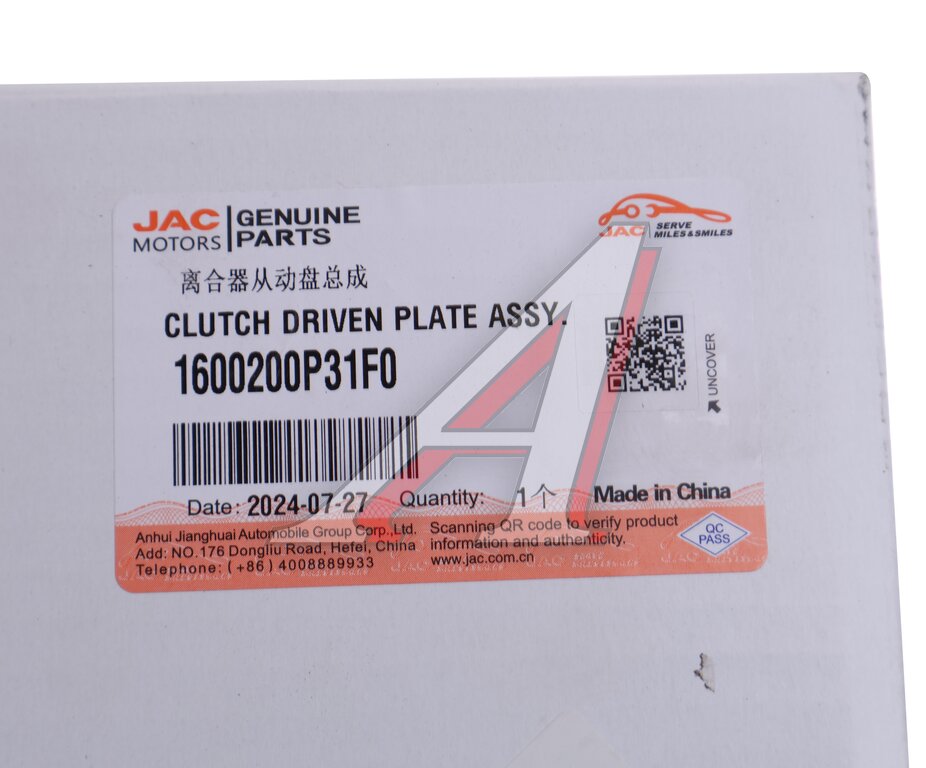 JAC MOTORS
GENUINE PARTS
JAC
SERVE
MILES & SMILES
离合器从动盘总成
CLUTCH DRIVEN PLATE ASSY.
1600200P31F0
UNCOVER
Date: 2024-07-27
Quantity: 1个
Made in China
Anhui Jianghuai Automobile Group Corp.,Ltd.
Add: NO.176 Dongliu Road, Hefei, China
Telephone: (+86) 4008889933
Scanning QR code to verify product
information and authenticity.
www.jac.com.cn
QC
PASS